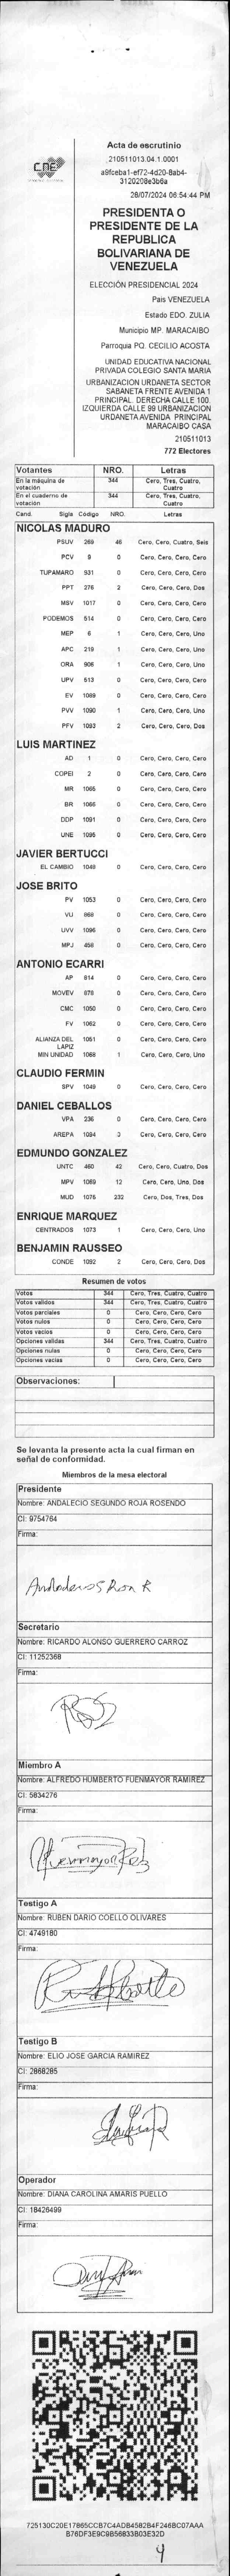 CNE
Acta de escrutinio
210511013.04.1.0001
a9fceba1-ef72-4d20-8ab4-
3120208e3b6a
28/07/2024 06:54:44 PM
PRESIDENTA O
PRESIDENTE DE LA
REPUBLICA
BOLIVARIANA DE
VENEZUELA
ELECCIÓN PRESIDENCIAL 2024
Pais VENEZUELA
Estado EDO. ZULIA
Municipio MP. MARACAIBO
Parroquia PQ. CECILIO ACOSTA
UNIDAD EDUCATIVA NACIONAL
PRIVADA COLEGIO SANTA MARIA
URBANIZACION URDANETA SECTOR
SABANETA FRENTE AVENIDA 1
PRINCIPAL. DERECHA CALLE 100.
IZQUIERDA CALLE 99 URBANIZACION
URDANETA AVENIDA PRINCIPAL
MARACAIBO CASA
210511013
772 Electores
Votantes NRO. Letras
En la máquina de votación 344 Cero, Tres, Cuatro, Cuatro
En el cuaderno de votación 344 Cero, Tres, Cuatro, Cuatro
Cand. Sigla Código NRO. Letras
NICOLAS MADURO
PSUV 269 46 Cero, Cero, Cuatro, Seis
PCV 9 0 Cero, Cero, Cero, Cero
TUPAMARO 931 0 Cero, Cero, Cero, Cero
PPT 276 2 Cero, Cero, Cero, Dos
MSV 1017 0 Cero, Cero, Cero, Cero
PODEMOS 514 0 Cero, Cero, Cero, Cero
MEP 6 1 Cero, Cero, Cero, Uno
APC 219 1 Cero, Cero, Cero, Uno
ORA 906 1 Cero, Cero, Cero, Uno
UPV 513 0 Cero, Cero, Cero, Cero
EV 1089 0 Cero, Cero, Cero, Cero
PVV 1090 1 Cero, Cero, Cero, Uno
PFV 1093 2 Cero, Cero, Cero, Dos
LUIS MARTINEZ
AD 1 0 Cero, Cero, Cero, Cero
COPEI 2 0 Cero, Cero, Cero, Cero
MR 1065 0 Cero, Cero, Cero, Cero
BR 1066 0 Cero, Cero, Cero, Cero
DDP 1091 0 Cero, Cero, Cero, Cero
UNE 1095 0 Cero, Cero, Cero, Cero
JAVIER BERTUCCI
EL CAMBIO 1048 0 Cero, Cero, Cero, Cero
JOSE BRITO
PV 1053 0 Cero, Cero, Cero, Cero
VU 868 0 Cero, Cero, Cero, Cero
UVV 1096 0 Cero, Cero, Cero, Cero
MPJ 458 0 Cero, Cero, Cero, Cero
ANTONIO ECARRI
AP 814 0 Cero, Cero, Cero, Cero
MOVEV 878 0 Cero, Cero, Cero, Cero
CMC 1050 0 Cero, Cero, Cero, Cero
FV 1062 0 Cero, Cero, Cero, Cero
ALIANZA DEL 1051 0 Cero, Cero, Cero, Cero
LAPIZ
MIN UNIDAD 1068 1 Cero, Cero, Cero, Uno
CLAUDIO FERMIN
SPV 1049 0 Cero, Cero, Cero, Cero
DANIEL CEBALLOS
VPA 236 0 Cero, Cero, Cero, Cero
AREPA 1094 Cero, Cero, Cero, Cero
EDMUNDO GONZALEZ
UNTC 460 42 Cero, Cero, Cuatro, Dos
MPV 1069 12 Cero, Cero, Uno, Dos
MUD 1075 232 Cero, Dos, Tres, Dos
ENRIQUE MARQUEZ
CENTRADOS 1073 1 Cero, Cero, Cero, Uno
BENJAMIN RAUSSEO
CONDE 1092 2 Cero, Cero, Cero, Dos
Resumen de votos
Votos 344 Cero, Tres, Cuatro, Cuatro
Votos validos 344 Cero, Tres, Cuatro, Cuatro
Votos parciales 0 Cero, Cero, Cero, Cero
Votos nulos 0 Cero, Cero, Cero, Cero
Votos vacios 0 Cero, Cero, Cero, Cero
Opciones validas 344 Cero, Tres, Cuatro, Cuatro
Opciones nulas 0 Cero, Cero, Cero, Cero
Opciones vacias 0 Cero, Cero, Cero, Cero
Observaciones:
Se levanta la presente acta la cual firman en
señal de conformidad.
Miembros de la mesa electoral
Presidente
Nombre: ANDALECIO SEGUNDO ROJA ROSENDO
CI: 9754764
Firma:
Secretario
Nombre: RICARDO ALONSO GUERRERO CARROZ
CI: 11252368
Firma:
Miembro A
Nombre: ALFREDO HUMBERTO FUENMAYOR RAMIREZ
CI: 5834276
Firma:
Testigo A
Nombre: RUBEN DARIO COELLO OLIVARES
CI: 4749180
Firma:
Testigo B
Nombre: ELIO JOSE GARCIA RAMIREZ
CI: 2868285
Firma:
Operador
Nombre: DIANA CAROLINA AMARIS PUELLO
CI: 18426499
Firma:
725130C20E17865CCB7C4ADB4582B4F246BC07AAA
B76DF3E9C9B56833B03E32D
4